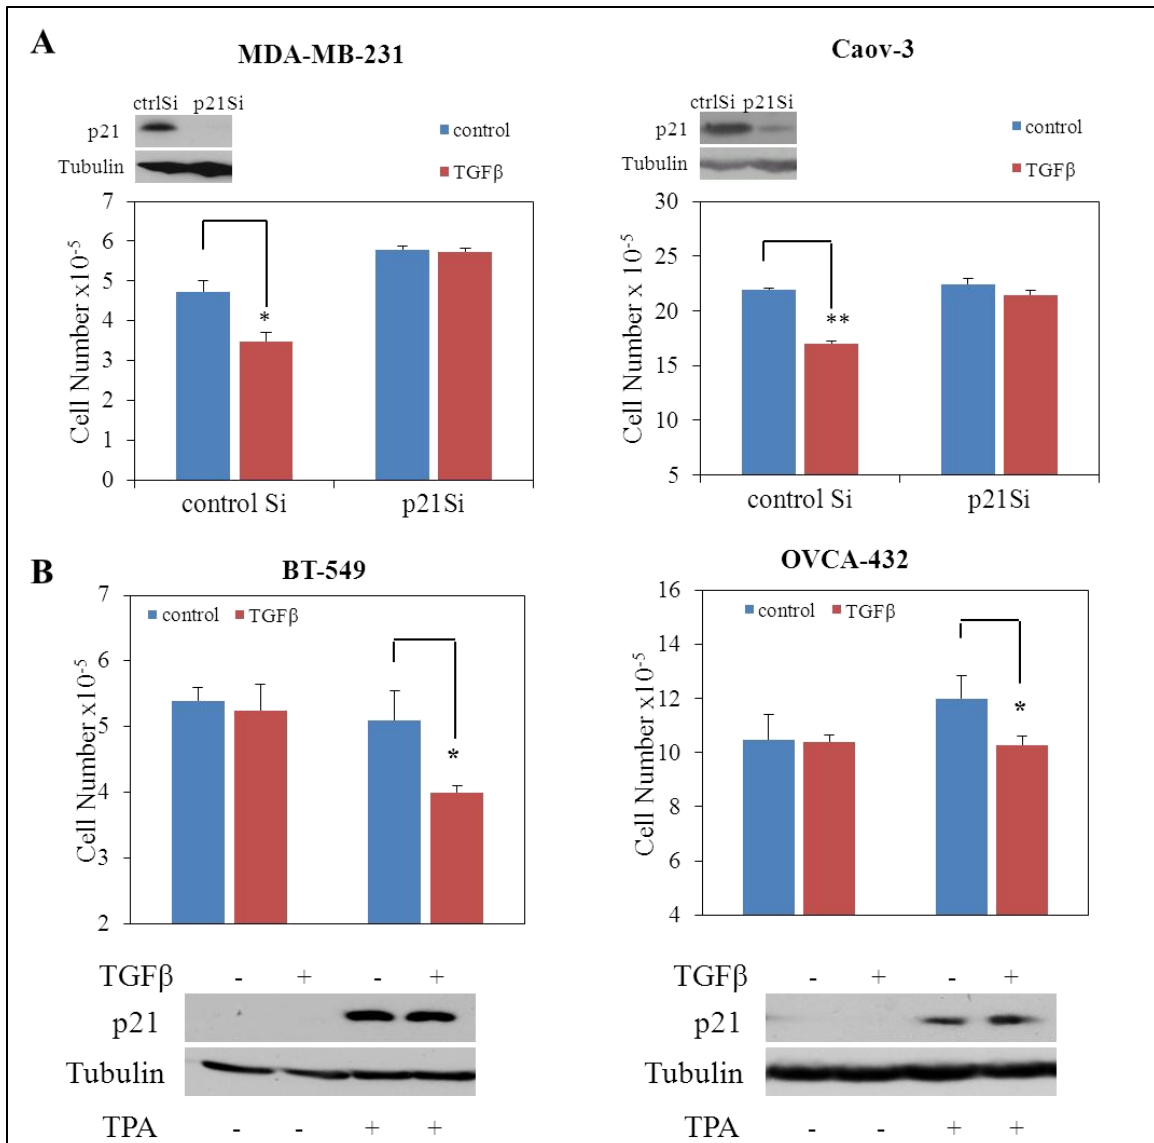 A
MDA-MB-231
ctrlSi p21Si
p21
Tubulin
control
TGFβ
7
6
5
4
3
2
1
0
Cell Number x10-5
*
control Si p21Si
Caov-3
ctrlSi p21Si
p21
Tubulin
control
TGFβ
30
25
20
15
10
5
Cell Number x 10-5
**
control Si p21Si
B
BT-549
control TGFβ
7
6
5
4
3
2
Cell Number x10-5
*
TGFβ - + - +
p21
Tubulin
TPA - - + +
OVCA-432
control TGFβ
16
14
12
10
8
6
4
Cell Number x10-5
*
TGFβ - + - +
p21
Tubulin
TPA - - + +